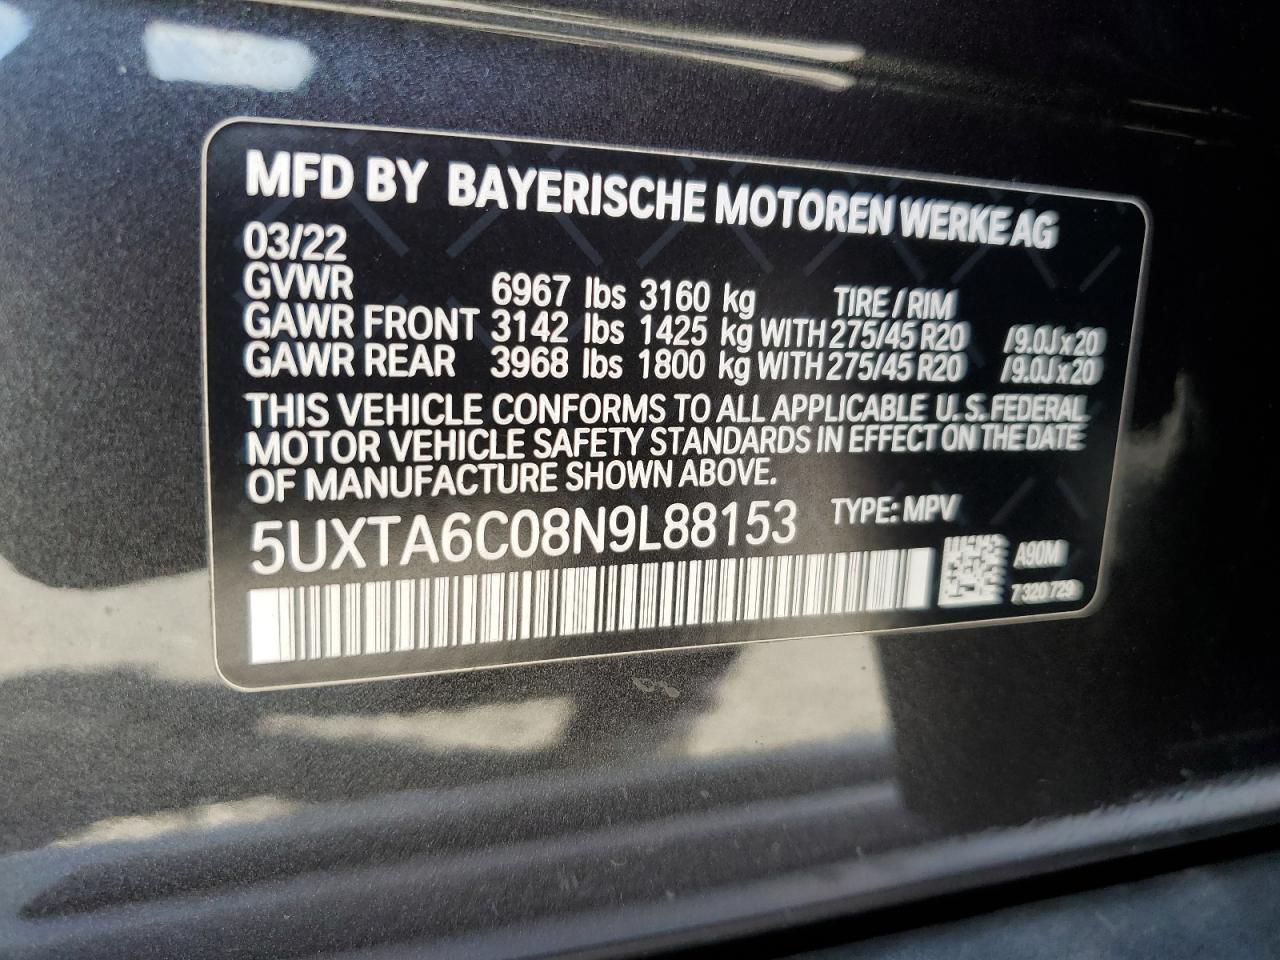 MFD BY BAYERISCHE MOTOREN WERKE AG
03/22
GVWR 6967 lbs 3160 kg TIRE / RIM
GAWR FRONT 3142 lbs 1425 kg WITH 275/45 R20 /9.0J x 20
GAWR REAR 3968 lbs 1800 kg WITH 275/45 R20 /9.0J x 20
THIS VEHICLE CONFORMS TO ALL APPLICABLE U.S. FEDERAL
MOTOR VEHICLE SAFETY STANDARDS IN EFFECT ON THE DATE
OF MANUFACTURE SHOWN ABOVE.
5UXTA6C08N9L88153 TYPE: MPV
A90M
7320729